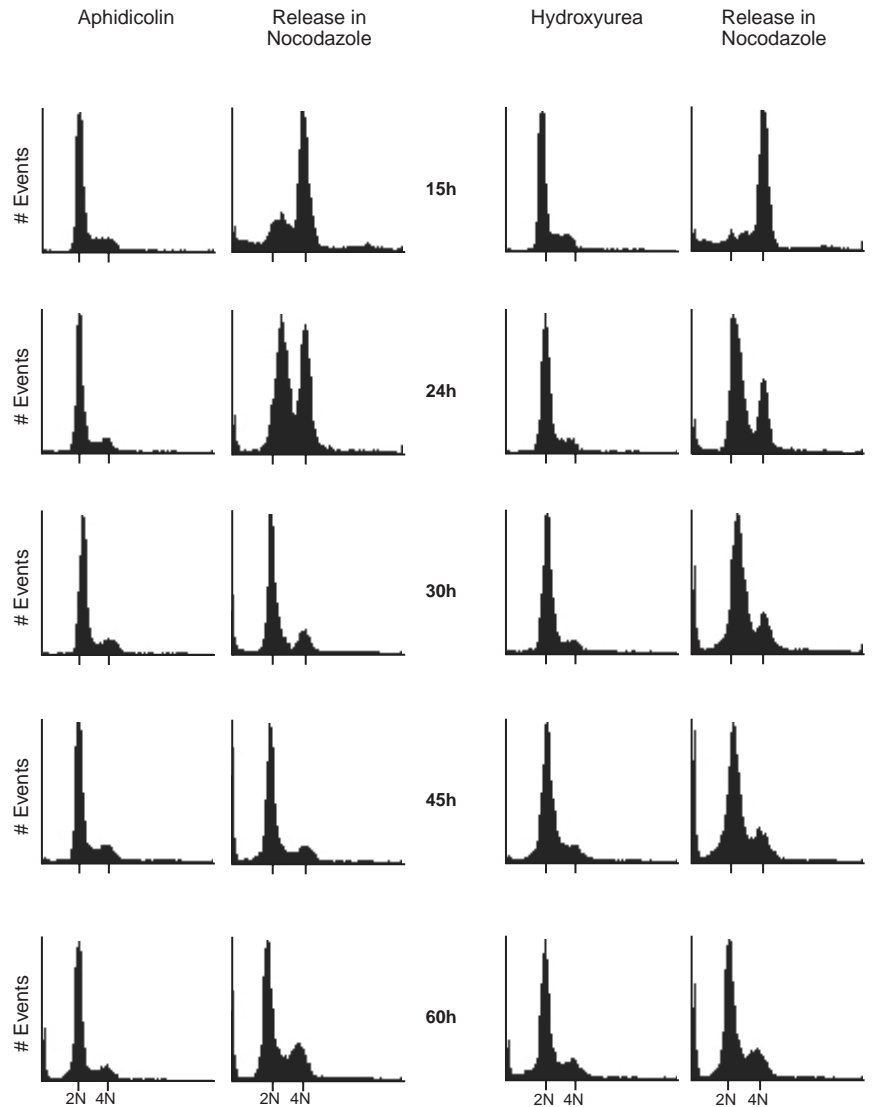 Aphidicolin
Release in
Nocodazole
Hydroxyurea
Release in
Nocodazole
# Events
15h
# Events
24h
# Events
30h
# Events
45h
# Events
60h
2N 4N
2N 4N
2N 4N
2N 4N